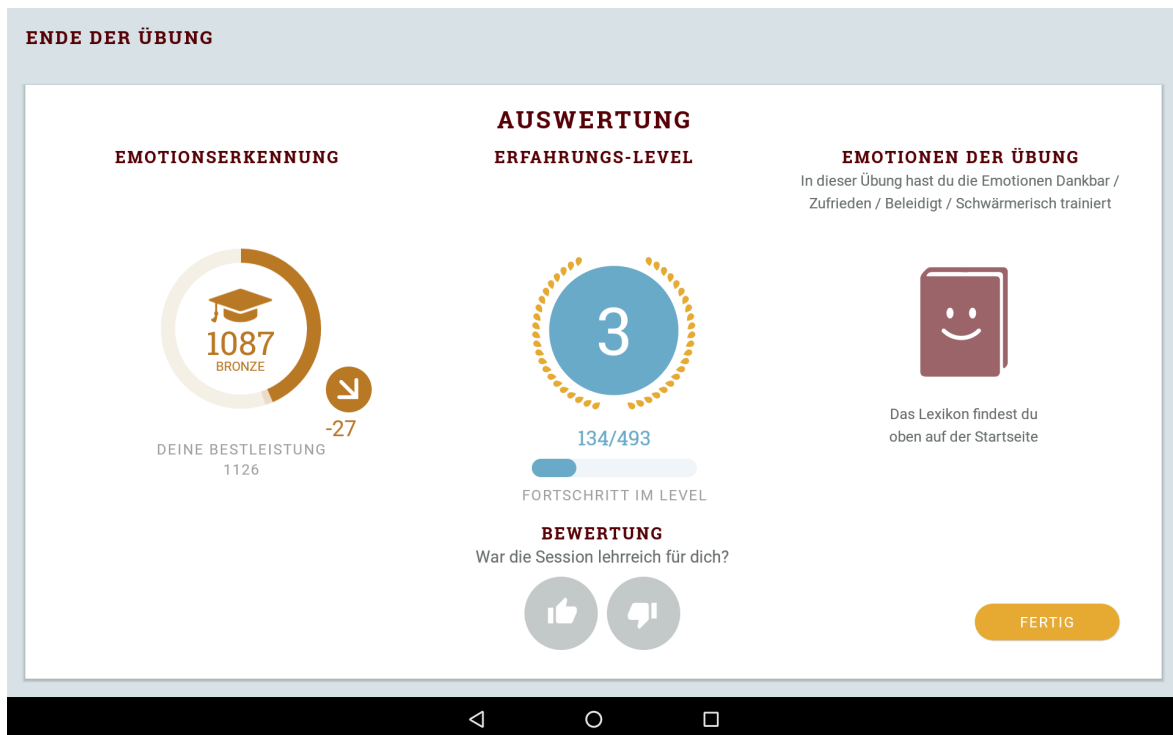 ENDE DER ÜBUNG
AUSWERTUNG
EMOTIONSERKENNUNG
1087
BRONZE
-27
DEINE BESTLEISTUNG
1126
ERFAHRUNGS-LEVEL
3
134/493
FORTSCHRITT IM LEVEL
BEWERTUNG
War die Session lehrreich für dich?
EMOTIONEN DER ÜBUNG
In dieser Übung hast du die Emotionen Dankbar /
Zufrieden / Beleidigt / Schwärmerisch trainiert
Das Lexikon findest du
oben auf der Startseite
FERTIG